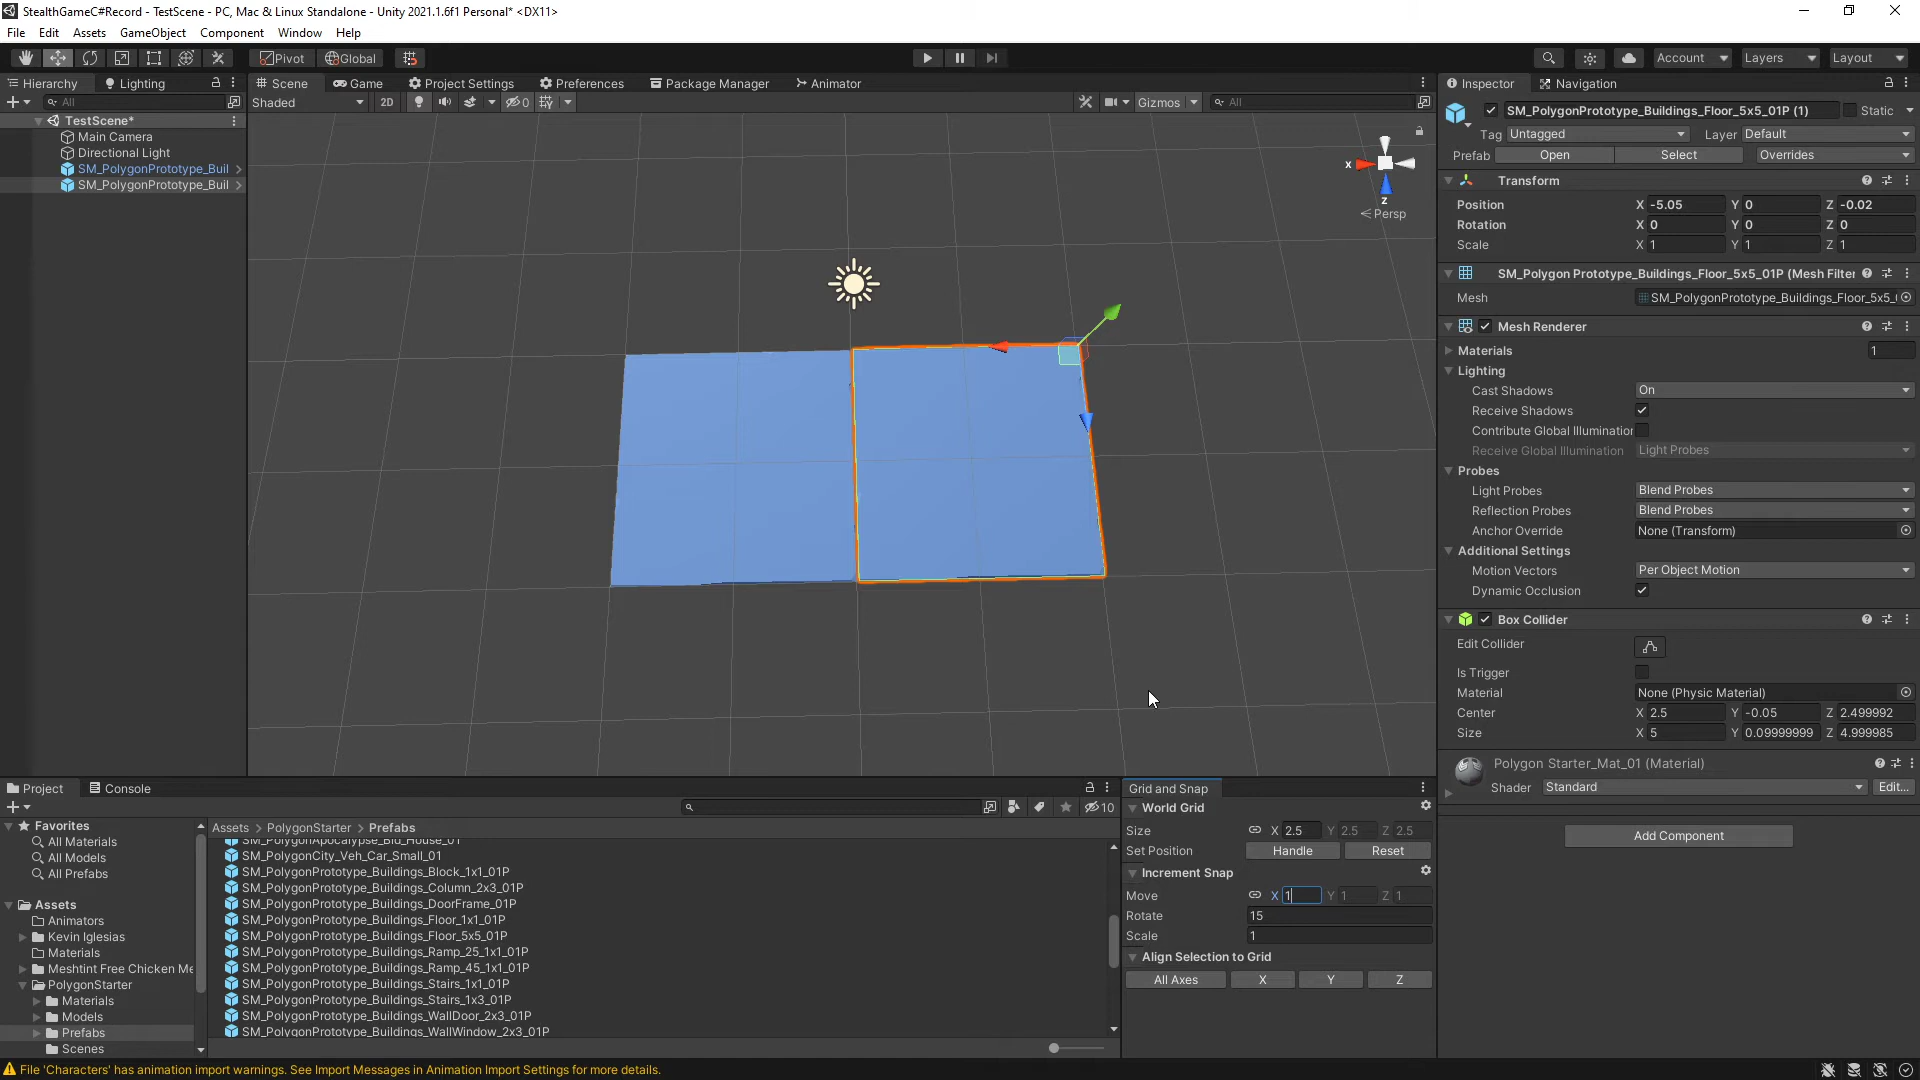 StealthGameC#Record - TestScene - PC, Mac & Linux Standalone - Unity 2021.1.6f1 Personal* <DX11>
File Edit Assets GameObject Component Window Help
Pivot Global Account Layers Layout
Hierarchy Lighting Scene Game Project Settings Preferences Package Manager Animator Inspector Navigation
All Shaded 2D 0 Gizmos All
SM_PolygonPrototype_Buildings_Floor_5x5_01P (1) Static
TestScene*
Main Camera
Directional Light
SM_PolygonPrototype_Buil
SM_PolygonPrototype_Buil
x
z
Persp
Tag Untagged Layer Default
Prefab Open Select Overrides
Transform
Position X -5.05 Y 0 Z -0.02
Rotation X 0 Y 0 Z 0
Scale X 1 Y 1 Z 1
SM_Polygon Prototype_Buildings_Floor_5x5_01P (Mesh Filter
Mesh SM_PolygonPrototype_Buildings_Floor_5x5_
Mesh Renderer
Materials 1
Lighting
Cast Shadows On
Receive Shadows
Contribute Global Illumination
Receive Global Illumination Light Probes
Probes
Light Probes Blend Probes
Reflection Probes Blend Probes
Anchor Override None (Transform)
Additional Settings
Motion Vectors Per Object Motion
Dynamic Occlusion
Box Collider
Edit Collider
Is Trigger
Material None (Physic Material)
Center X 2.5 Y -0.05 Z 2.499992
Size X 5 Y 0.09999999 Z 4.999985
Polygon Starter_Mat_01 (Material)
Shader Standard Edit...
Add Component
Project Console
10
Favorites
All Materials
All Models
All Prefabs
Assets
Animators
Kevin Iglesias
Materials
Meshtint Free Chicken Me
PolygonStarter
Materials
Models
Prefabs
Scenes
Assets > PolygonStarter > Prefabs
SM_PolygonApocalypse_Bld_House_01
SM_PolygonCity_Veh_Car_Small_01
SM_PolygonPrototype_Buildings_Block_1x1_01P
SM_PolygonPrototype_Buildings_Column_2x3_01P
SM_PolygonPrototype_Buildings_DoorFrame_01P
SM_PolygonPrototype_Buildings_Floor_1x1_01P
SM_PolygonPrototype_Buildings_Floor_5x5_01P
SM_PolygonPrototype_Buildings_Ramp_25_1x1_01P
SM_PolygonPrototype_Buildings_Ramp_45_1x1_01P
SM_PolygonPrototype_Buildings_Stairs_1x1_01P
SM_PolygonPrototype_Buildings_Stairs_1x3_01P
SM_PolygonPrototype_Buildings_WallDoor_2x3_01P
SM_PolygonPrototype_Buildings_WallWindow_2x3_01P
Grid and Snap
World Grid
Size X 2.5 Y 2.5 Z 2.5
Set Position Handle Reset
Increment Snap
Move X 1 Y 1 Z 1
Rotate 15
Scale 1
Align Selection to Grid
All Axes X Y Z
File 'Characters' has animation import warnings. See Import Messages in Animation Import Settings for more details.